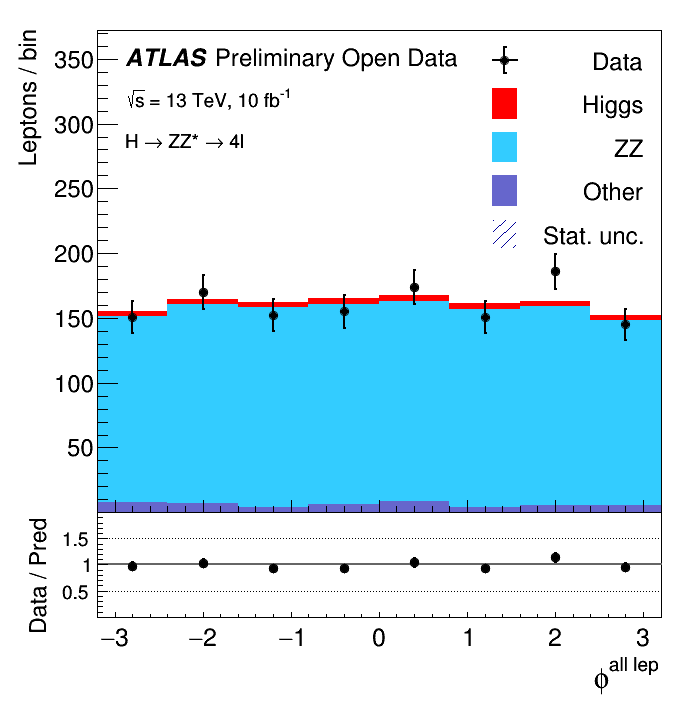 Leptons / bin
350
300
250
200
150
100
50
ATLAS Preliminary Open Data
√s = 13 TeV, 10 fb⁻¹
H → ZZ* → 4l
Data
Higgs
ZZ
Other
Stat. unc.
Data / Pred
1.5
1
0.5
−3 −2 −1 0 1 2 3
ϕ^all lep